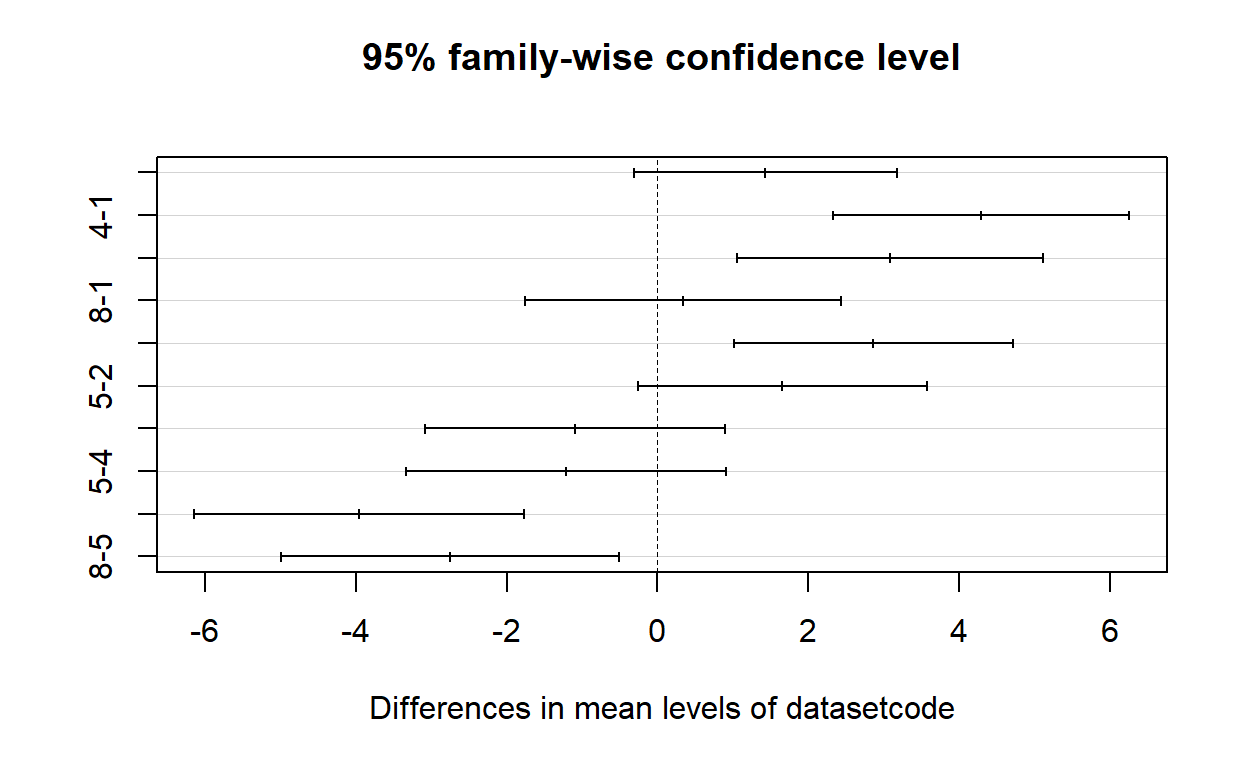 95% family-wise confidence level
4-1
8-1
5-2
5-4
8-5
-6 -4 -2 0 2 4 6
Differences in mean levels of datasetcode